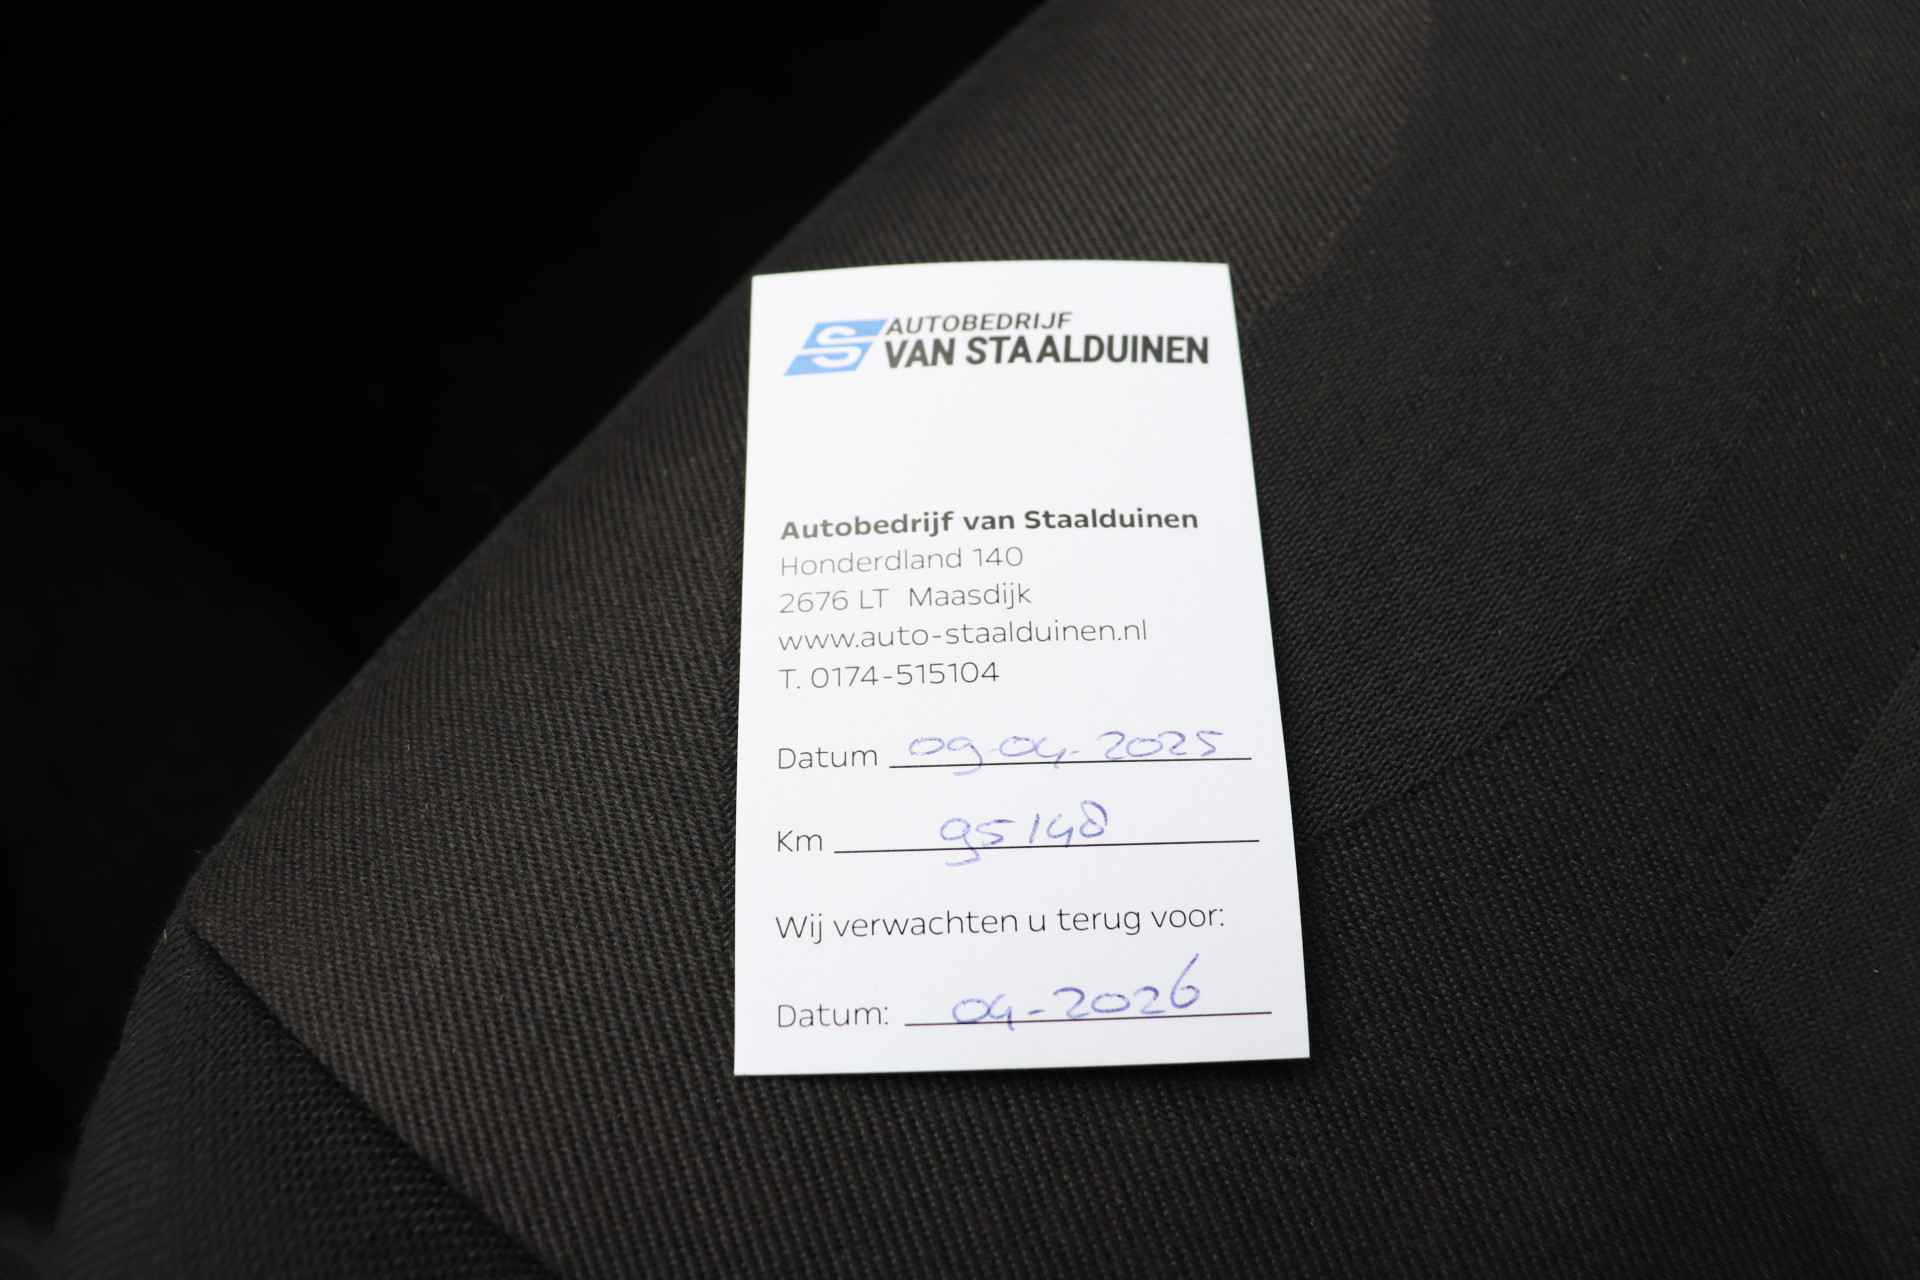 S AUTOBEDRIJF
VAN STAALDUINEN
Autobedrijf van Staalduinen
Honderdland 140
2676 LT Maasdijk
www.auto-staalduinen.nl
T. 0174-515104
Datum 09-04-2025
Km 95148
Wij verwachten u terug voor:
Datum: 04-2026